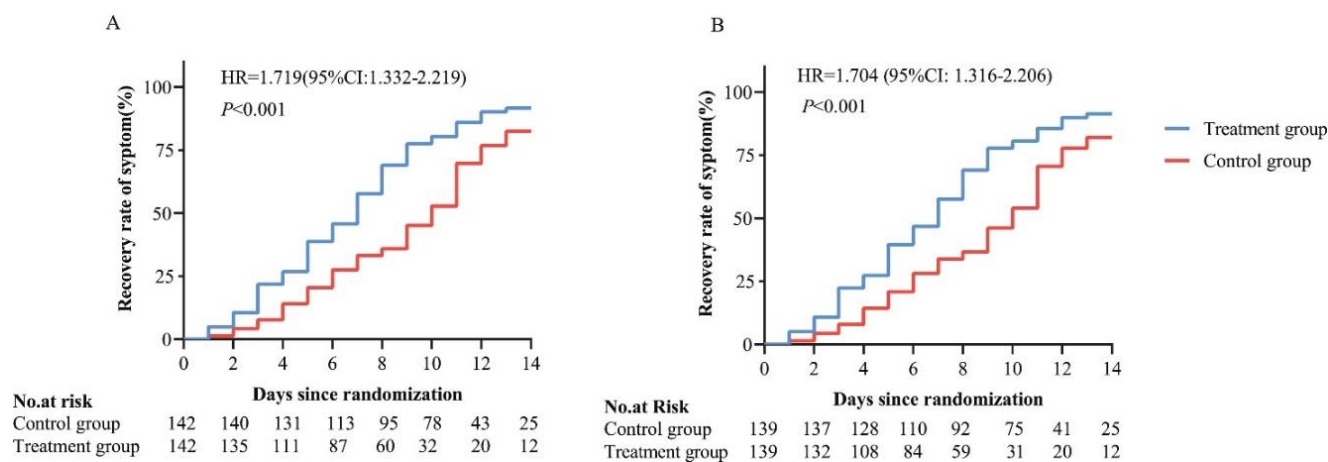 A
HR=1.719(95%CI:1.332-2.219)
P<0.001
Recovery rate of syptom(%)
100
75
50
25
0
0 2 4 6 8 10 12 14
Days since randomization
No.at risk
Control group 142 140 131 113 95 78 43 25
Treatment group 142 135 111 87 60 32 20 12
B
HR=1.704 (95%CI: 1.316-2.206)
P<0.001
Recovery rate of syptom(%)
100
75
50
25
0
0 2 4 6 8 10 12 14
Days since randomization
No.at Risk
Control group 139 137 128 110 92 75 41 25
Treatment group 139 132 108 84 59 31 20 12
Treatment group
Control group